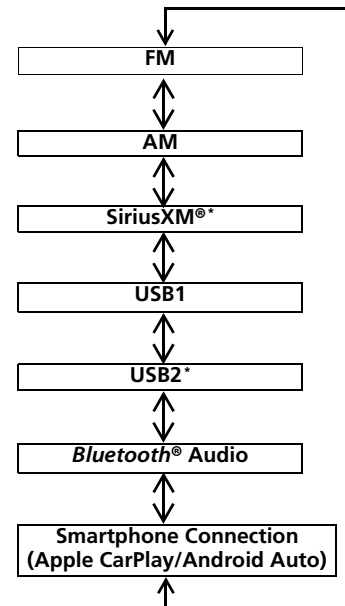 FM
AM
SiriusXM®*
USB1
USB2*
Bluetooth® Audio
Smartphone Connection
(Apple CarPlay/Android Auto)